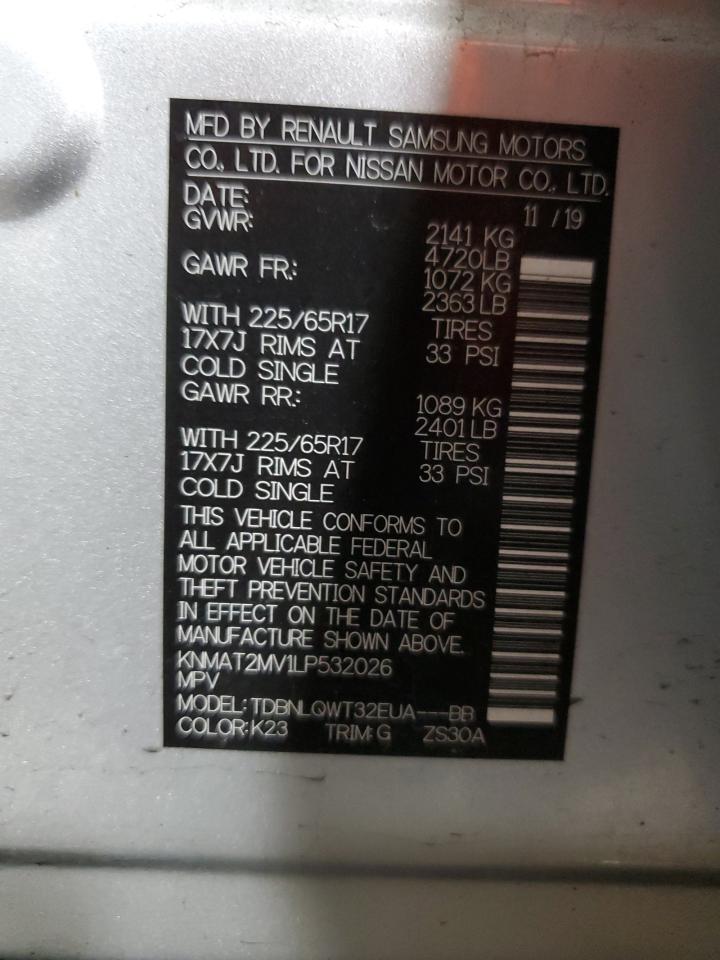 MFD BY RENAULT SAMSUNG MOTORS
CO., LTD. FOR NISSAN MOTOR CO., LTD.
DATE: 11 /19
GVWR: 2141 KG
4720LB
GAWR FR.: 1072 KG
2363 LB
WITH 225/65R17 TIRES
17X7J RIMS AT 33 PSI
COLD SINGLE
GAWR RR.: 1089 KG
2401 LB
WITH 225/65R17 TIRES
17X7J RIMS AT 33 PSI
COLD SINGLE
THIS VEHICLE CONFORMS TO
ALL APPLICABLE FEDERAL
MOTOR VEHICLE SAFETY AND
THEFT PREVENTION STANDARDS
IN EFFECT ON THE DATE OF
MANUFACTURE SHOWN ABOVE.
KNMAT2MV1LP532026
MPV
MODEL: TDBNLQWT32EUA---BB
COLOR: K23 TRIM: G ZS30A